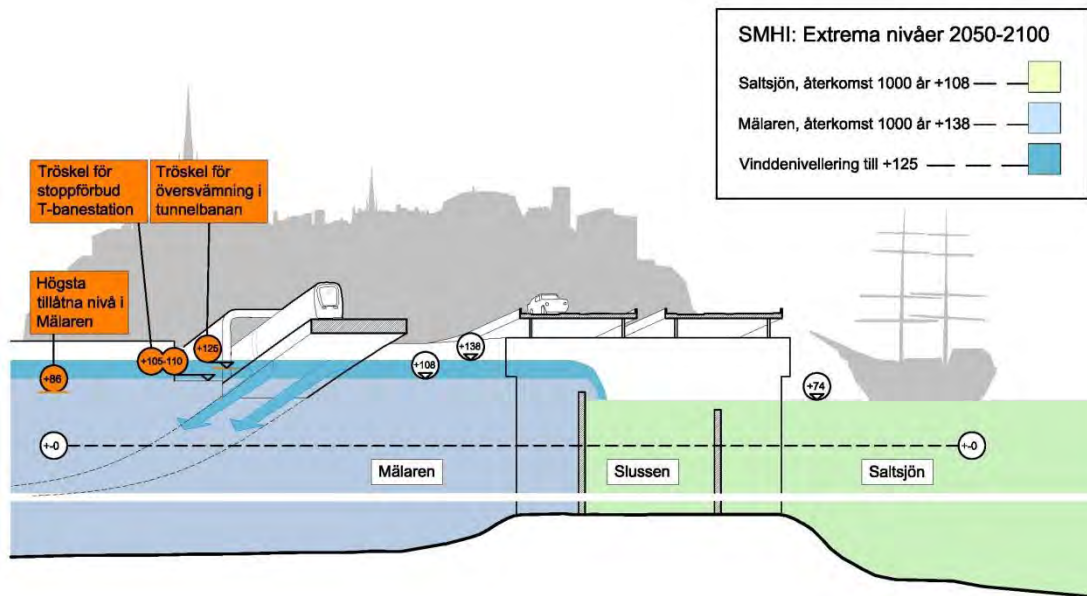 SMHI: Extrema nivåer 2050-2100
Saltsjön, återkomst 1000 år +108
Mälaren, återkomst 1000 år +138
Vinddenivellering till +125
Tröskel för
stoppförbud
T-banestation
Tröskel för
översvämning i
tunnelbanan
Högsta
tillåtna nivå i
Mälaren
+125
+138
+105-110
+108
+86
+74
+-0
+-0
Mälaren
Slussen
Saltsjön